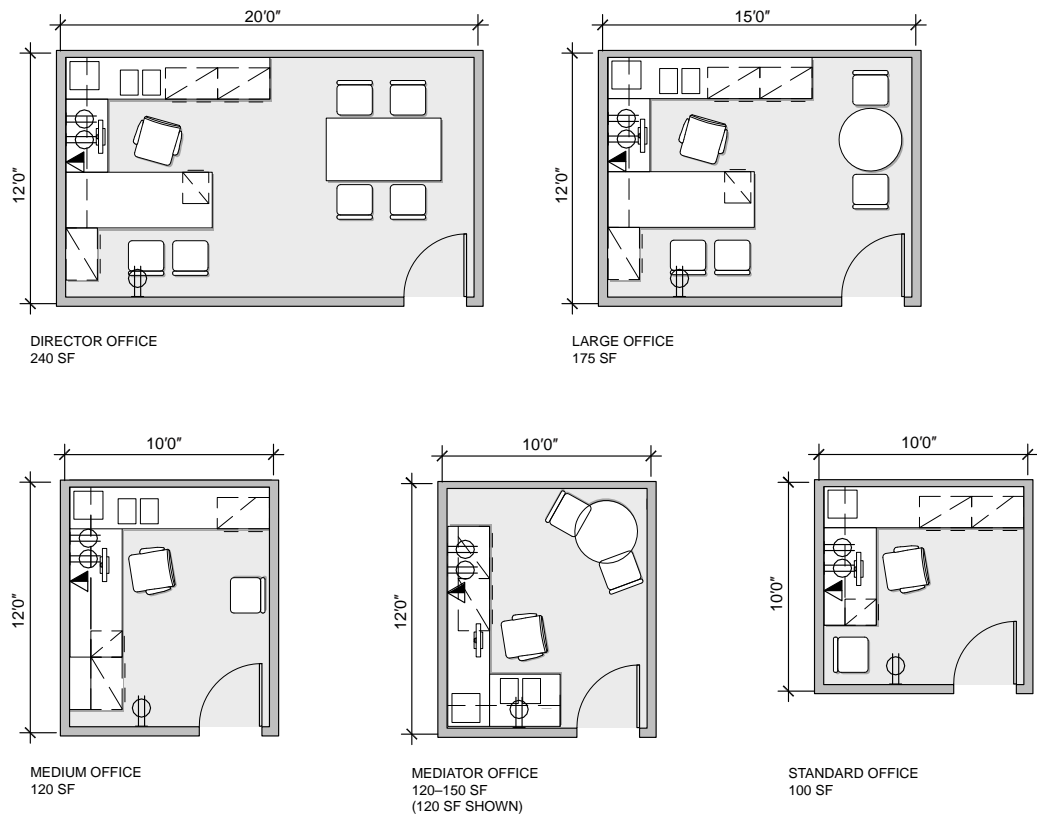 20′0″
15′0″
12′0″
12′0″
DIRECTOR OFFICE
240 SF
LARGE OFFICE
175 SF
10′0″
10′0″
10′0″
12′0″
12′0″
10′0″
MEDIUM OFFICE
120 SF
MEDIATOR OFFICE
120–150 SF
(120 SF SHOWN)
STANDARD OFFICE
100 SF